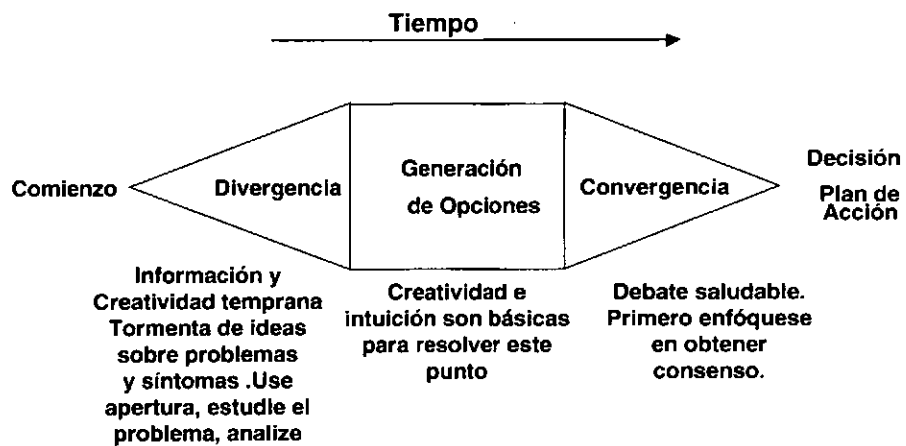 Tiempo
Comienzo
Divergencia
Generación
de Opciones
Convergencia
Decisión
Plan de
Acción
Información y
Creatividad temprana
Tormenta de ideas
sobre problemas
y síntomas .Use
apertura, estudie el
problema, analize
Creatividad e
intuición son básicas
para resolver este
punto
Debate saludable.
Primero enfóquese
en obtener
consenso.